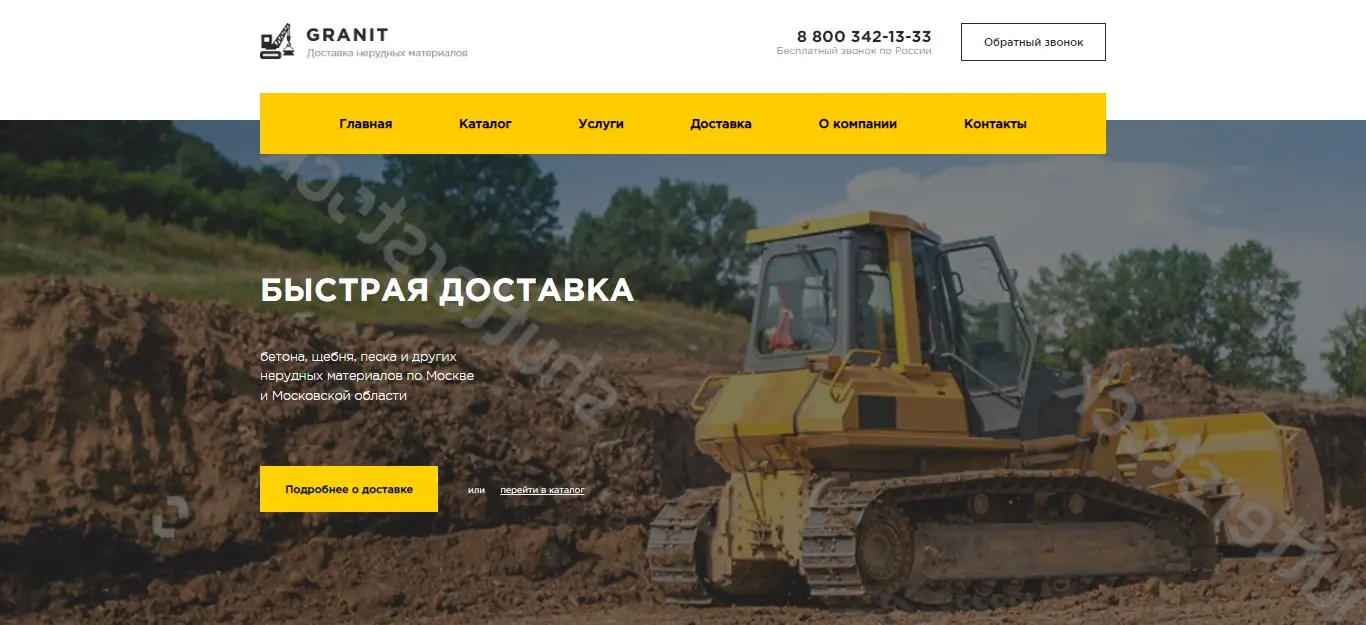 GRANIT
Доставка нерудных материалов
8 800 342-13-33
Бесплатный звонок по России
Обратный звонок
Главная
Каталог
Услуги
Доставка
О компании
Контакты
БЫСТРАЯ ДОСТАВКА
бетона, щебня, песка и других
нерудных материалов по Москве
и Московской области
Подробнее о доставке
или
перейти в каталог